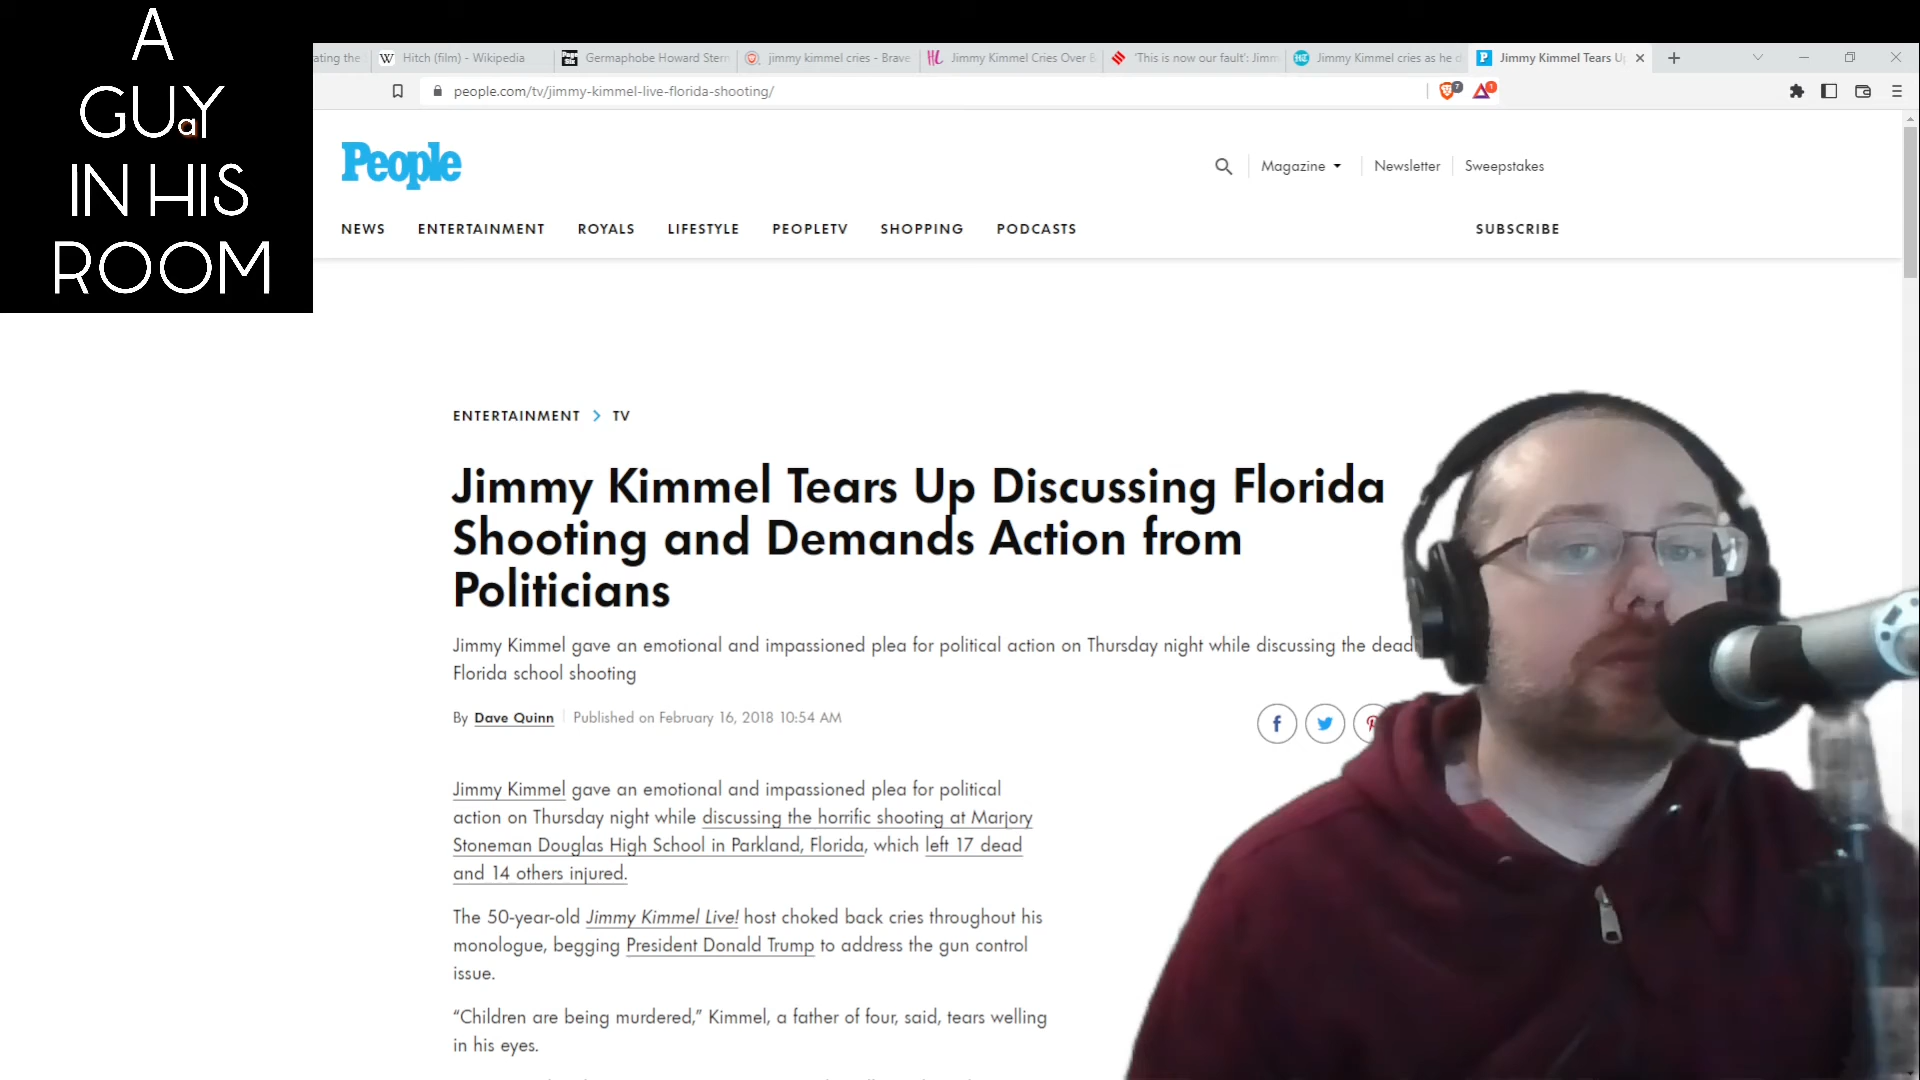 A
GUY
a
IN HIS
ROOM
ating the
Hitch (film) - Wikipedia
Germaphobe Howard Stern
jimmy kimmel cries - Brave
Jimmy Kimmel Cries Over
'This is now our fault': Jimm
Jimmy Kimmel cries as he d
Jimmy Kimmel Tears U
people.com/tv/jimmy-kimmel-live-florida-shooting/
7
1
People
Magazine
Newsletter
Sweepstakes
NEWS ENTERTAINMENT ROYALS LIFESTYLE PEOPLETV SHOPPING PODCASTS SUBSCRIBE
ENTERTAINMENT > TV
Jimmy Kimmel Tears Up Discussing Florida
Shooting and Demands Action from
Politicians
Jimmy Kimmel gave an emotional and impassioned plea for political action on Thursday night while discussing the dead
Florida school shooting
By Dave Quinn Published on February 16, 2018 10:54 AM
Jimmy Kimmel gave an emotional and impassioned plea for political
action on Thursday night while discussing the horrific shooting at Marjory
Stoneman Douglas High School in Parkland, Florida, which left 17 dead
and 14 others injured.
The 50-year-old Jimmy Kimmel Live! host choked back cries throughout his
monologue, begging President Donald Trump to address the gun control
issue.
“Children are being murdered,” Kimmel, a father of four, said, tears welling
in his eyes.